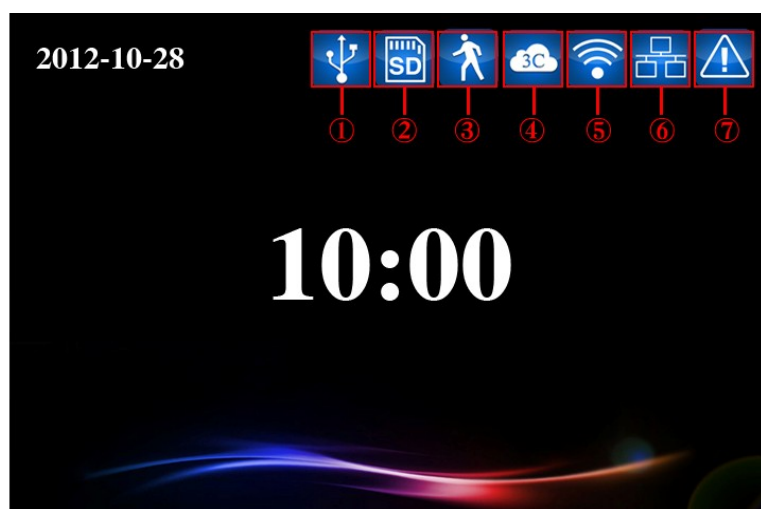 2012-10-28
SD
3C
① ② ③ ④ ⑤ ⑥ ⑦
10:00